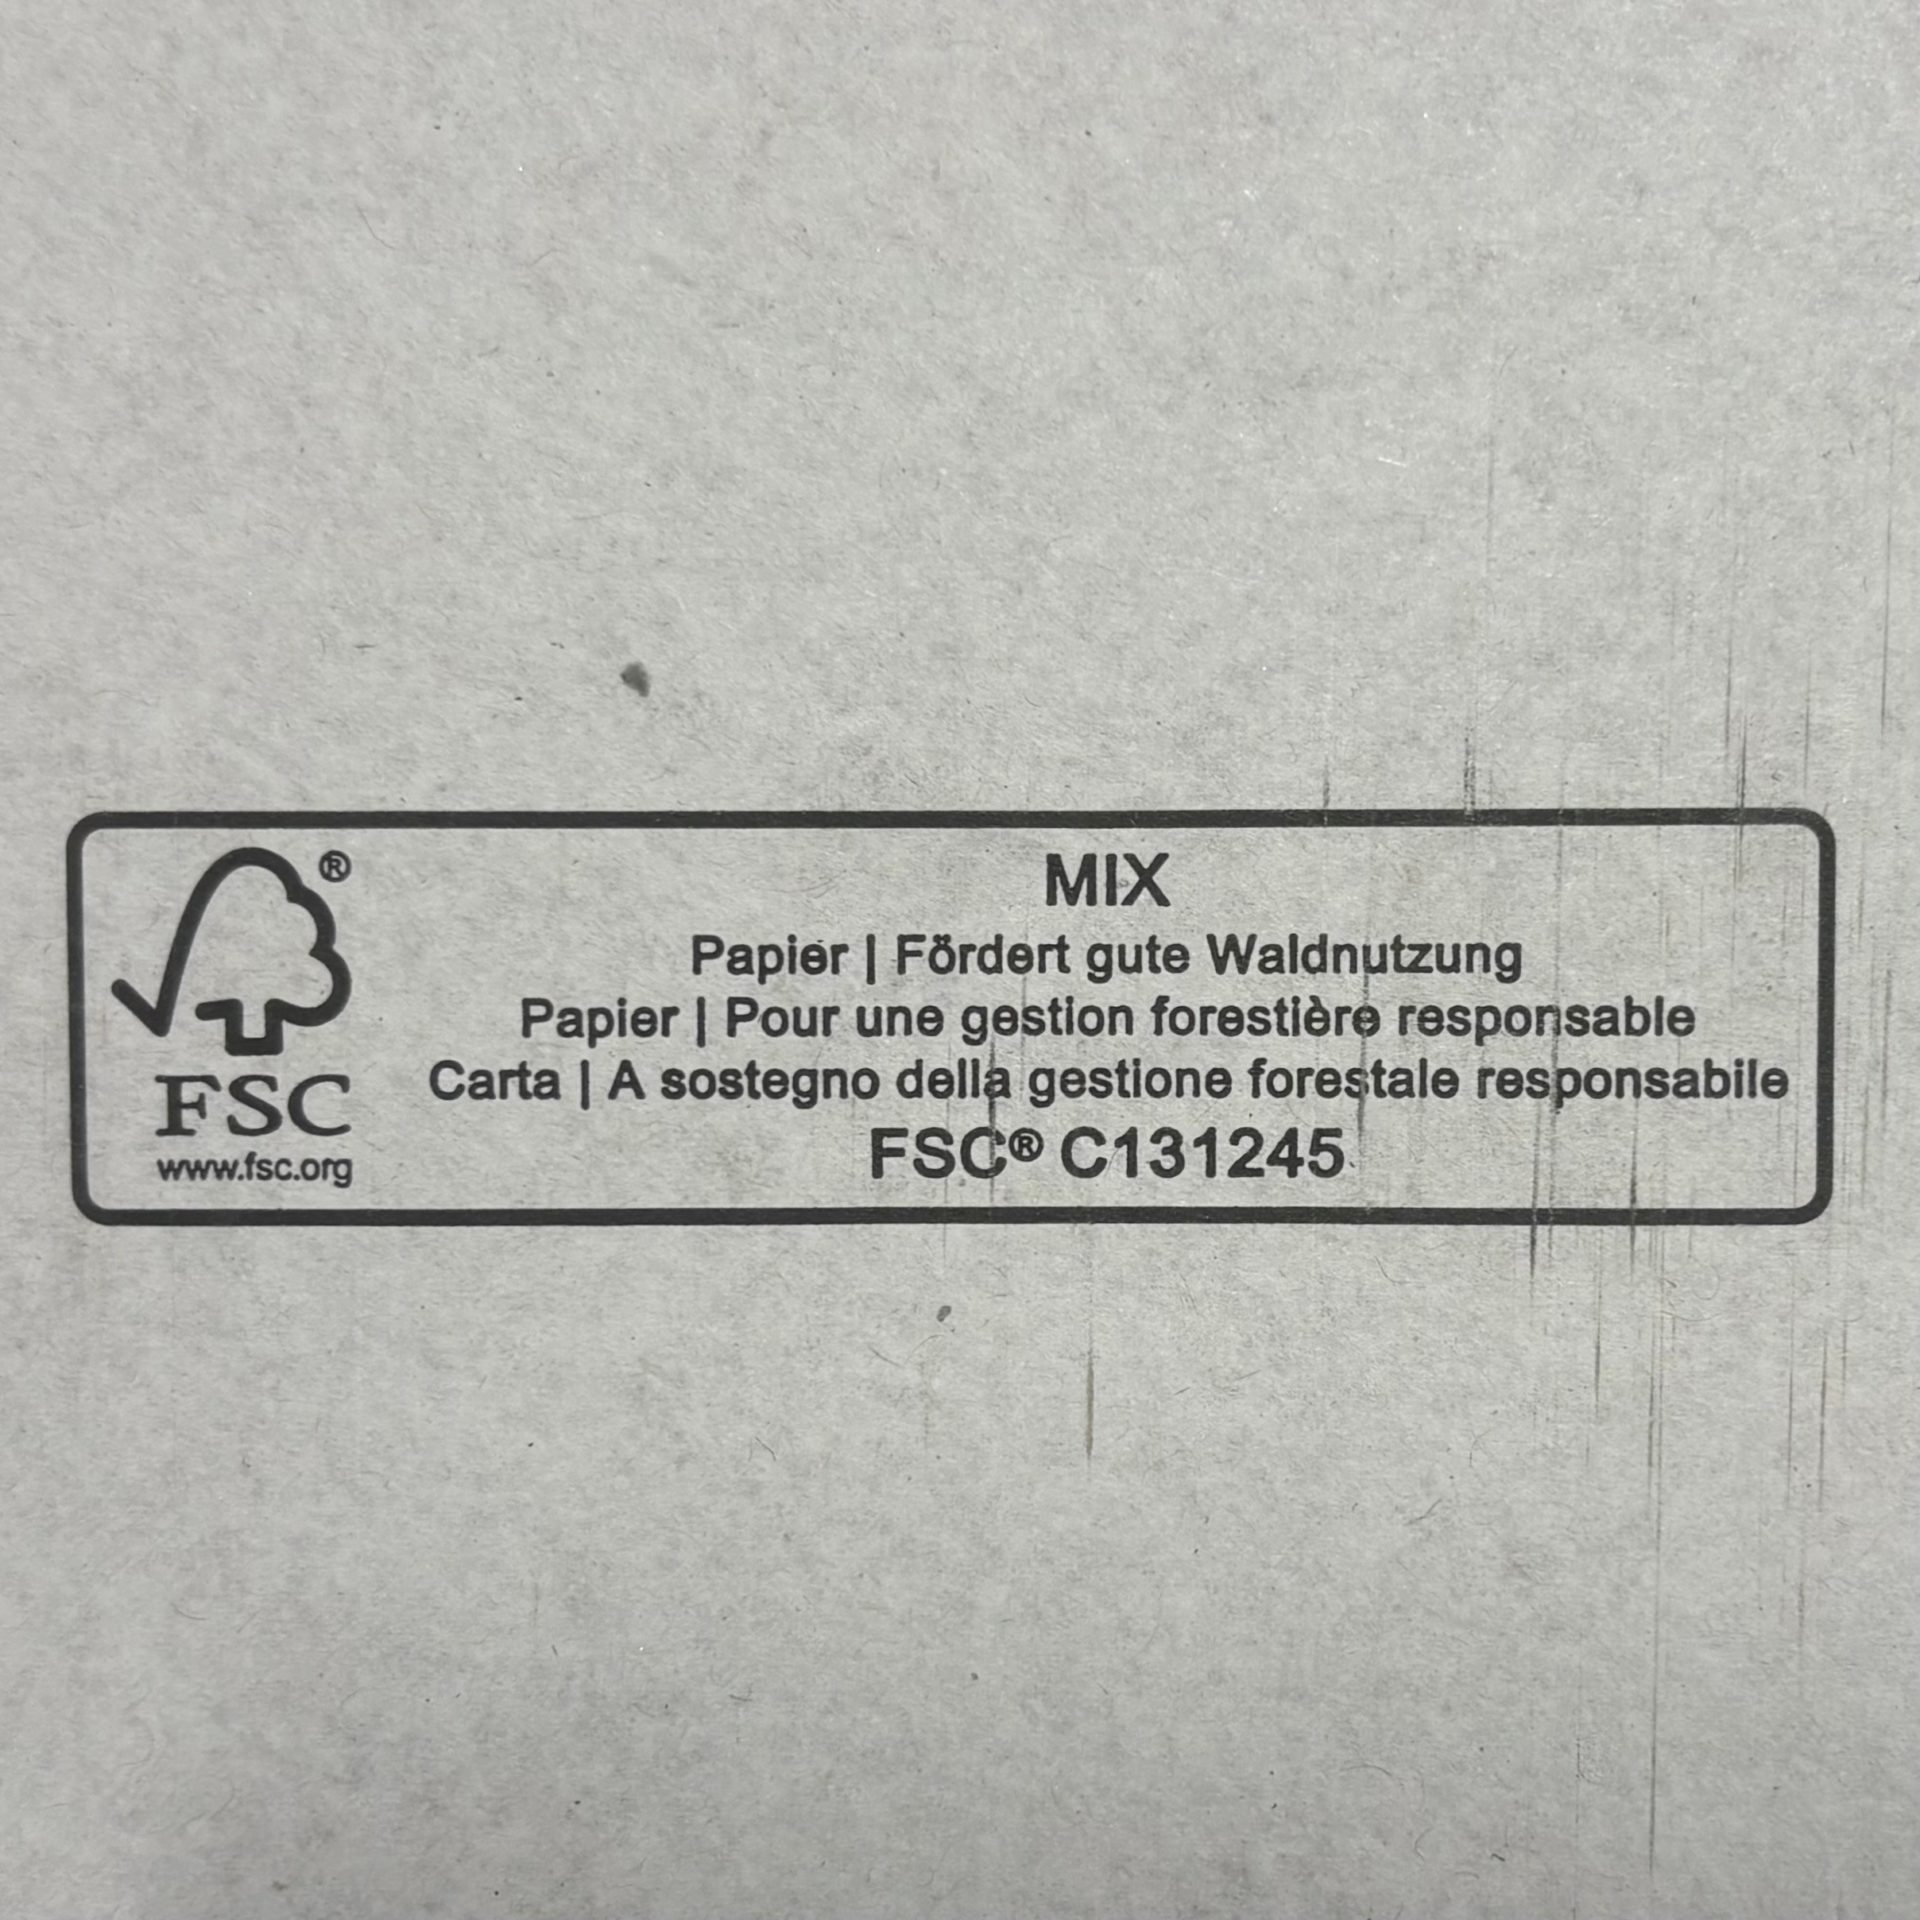 ®
FSC
www.fsc.org
MIX
Papier | Fördert gute Waldnutzung
Papier | Pour une gestion forestière responsable
Carta | A sostegno della gestione forestale responsabile
FSC® C131245